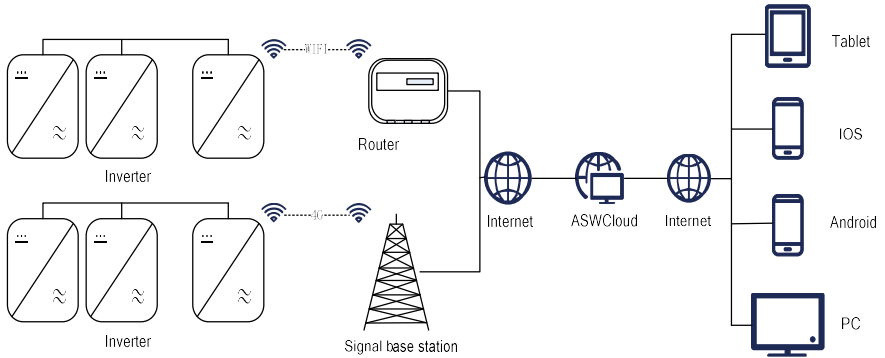 WIFI
Router
Inverter
4G
Inverter
Signal base station
Internet
ASWCloud
Internet
Tablet
IOS
Android
PC